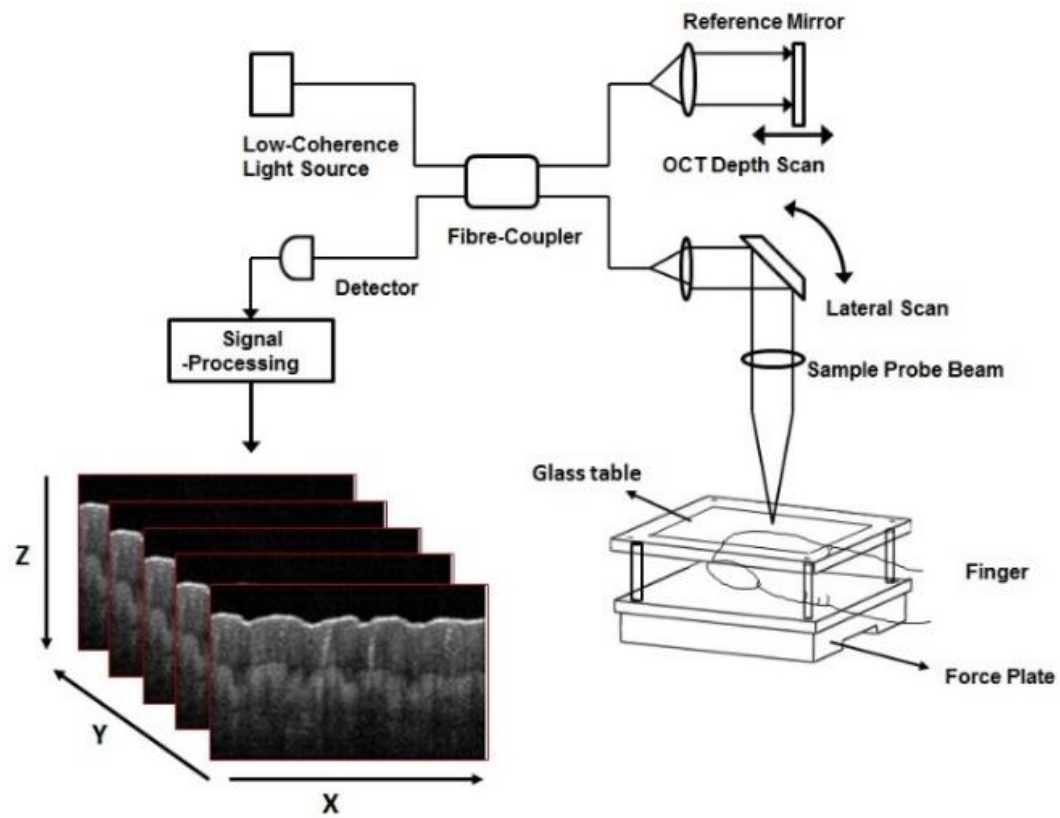 Reference Mirror
Low-Coherence
Light Source
OCT Depth Scan
Fibre-Coupler
Detector
Lateral Scan
Signal
-Processing
Sample Probe Beam
Glass table
Z
Finger
Force Plate
Y
X